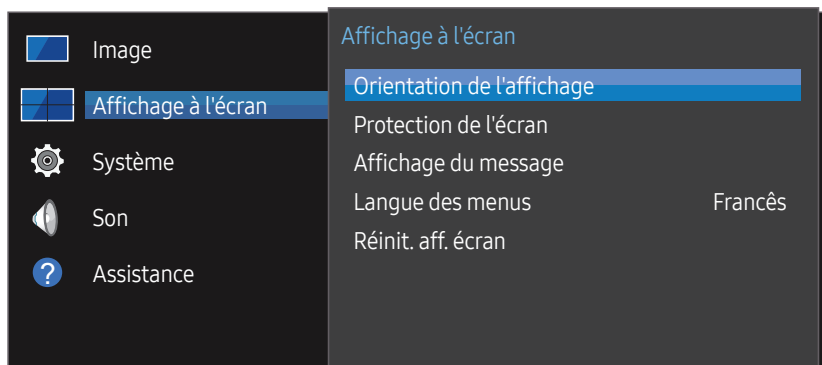 Image
Affichage à l'écran
Système
Son
Assistance
Affichage à l'écran
Orientation de l'affichage
Protection de l'écran
Affichage du message
Langue des menus Francês
Réinit. aff. écran